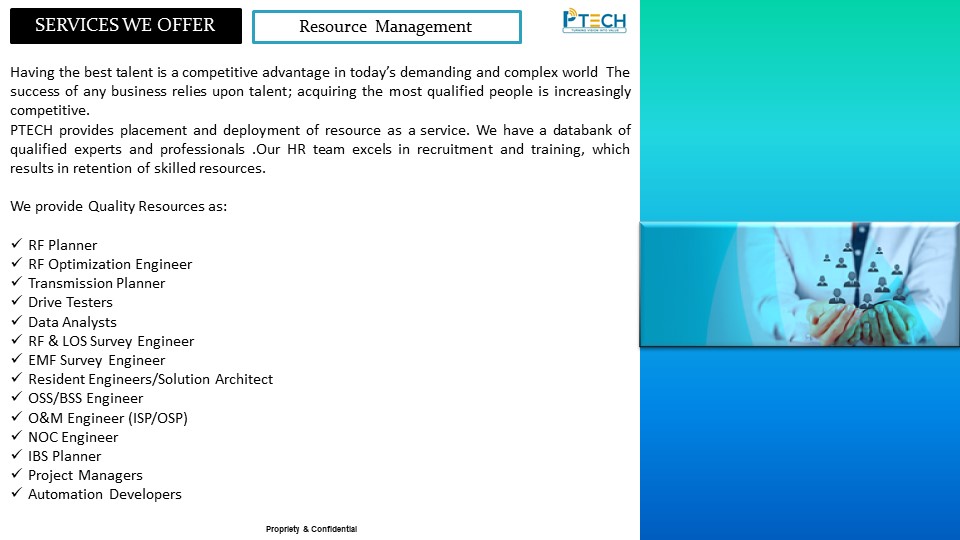 SERVICES WE OFFER
Resource Management
PTECH
TURNING VISION INTO VALUE
Having the best talent is a competitive advantage in today’s demanding and complex world The
success of any business relies upon talent; acquiring the most qualified people is increasingly
competitive.
PTECH provides placement and deployment of resource as a service. We have a databank of
qualified experts and professionals .Our HR team excels in recruitment and training, which
results in retention of skilled resources.
We provide Quality Resources as:
✓ RF Planner
✓ RF Optimization Engineer
✓ Transmission Planner
✓ Drive Testers
✓ Data Analysts
✓ RF & LOS Survey Engineer
✓ EMF Survey Engineer
✓ Resident Engineers/Solution Architect
✓ OSS/BSS Engineer
✓ O&M Engineer (ISP/OSP)
✓ NOC Engineer
✓ IBS Planner
✓ Project Managers
✓ Automation Developers
Propriety & Confidential